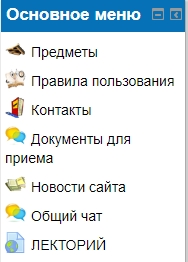 Основное меню
Предметы
Правила пользования
Контакты
Документы для
приема
Новости сайта
Общий чат
ЛЕКТОРИЙ